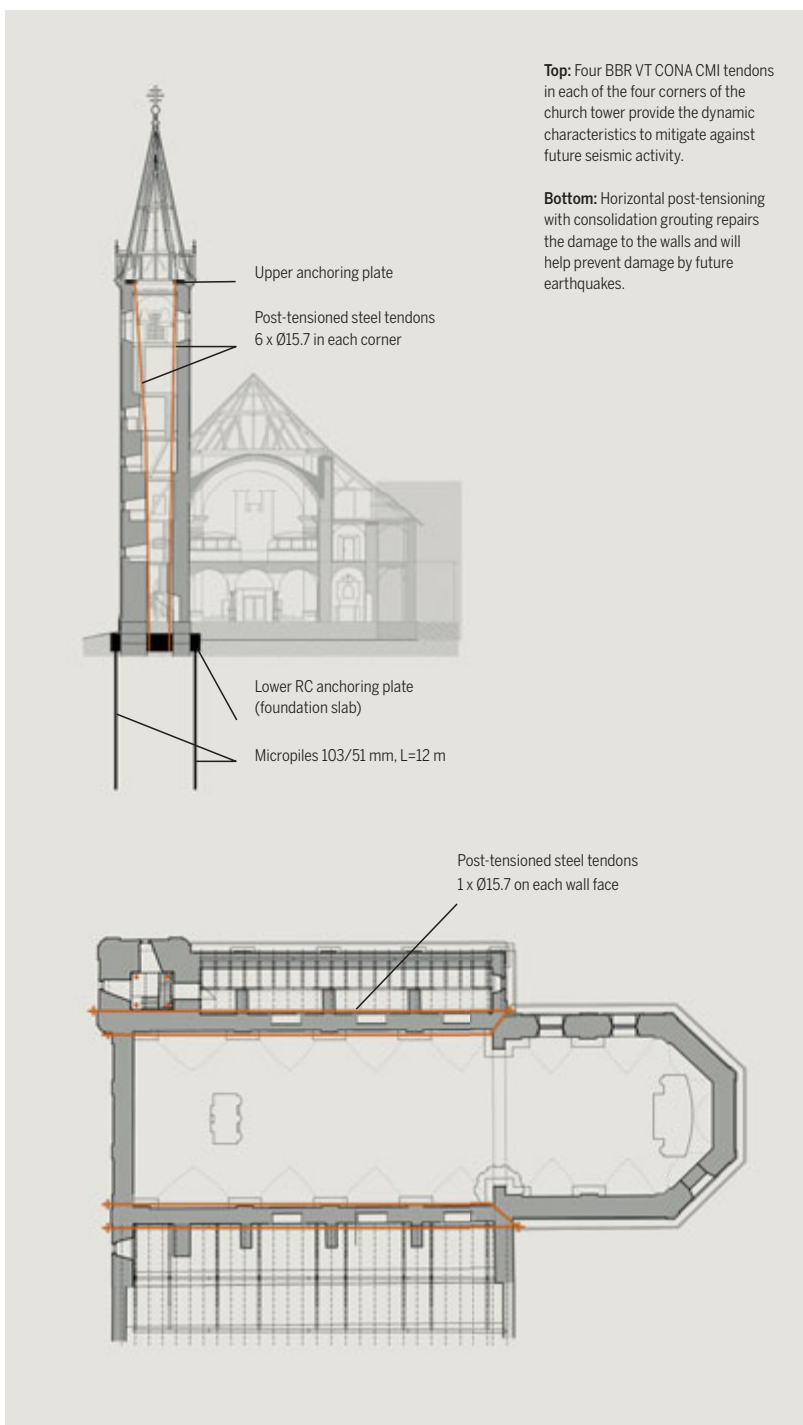 Top: Four BBR VT CONA CMI tendons
in each of the four corners of the
church tower provide the dynamic
characteristics to mitigate against
future seismic activity.
Bottom: Horizontal post-tensioning
with consolidation grouting repairs
the damage to the walls and will
help prevent damage by future
earthquakes.
Upper anchoring plate
Post-tensioned steel tendons
6 x Ø15.7 in each corner
Lower RC anchoring plate
(foundation slab)
Micropiles 103/51 mm, L=12 m
Post-tensioned steel tendons
1 x Ø15.7 on each wall face